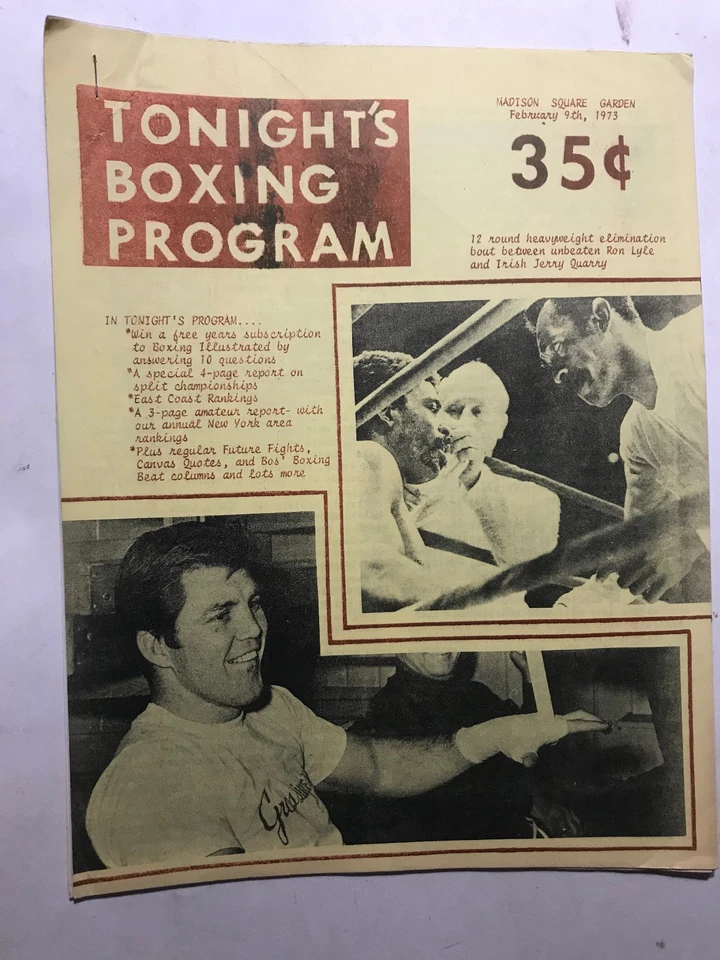 TONIGHT'S
BOXING
PROGRAM
MADISON SQUARE GARDEN
February 9th, 1973
35¢
12 round heavyweight elimination
bout between unbeaten Ron Lyle
and Irish Jerry Quarry
IN TONIGHT'S PROGRAM....
*Win a free years subscription
to Boxing Illustrated by
answering 10 questions
*A special 4-page report on
split championships
*East Coast Rankings
*A 3-page amateur report- with
our annual New York area
rankings
*Plus regular Future Fights,
Canvas Quotes, and Bos' Boxing
Beat columns and lots more